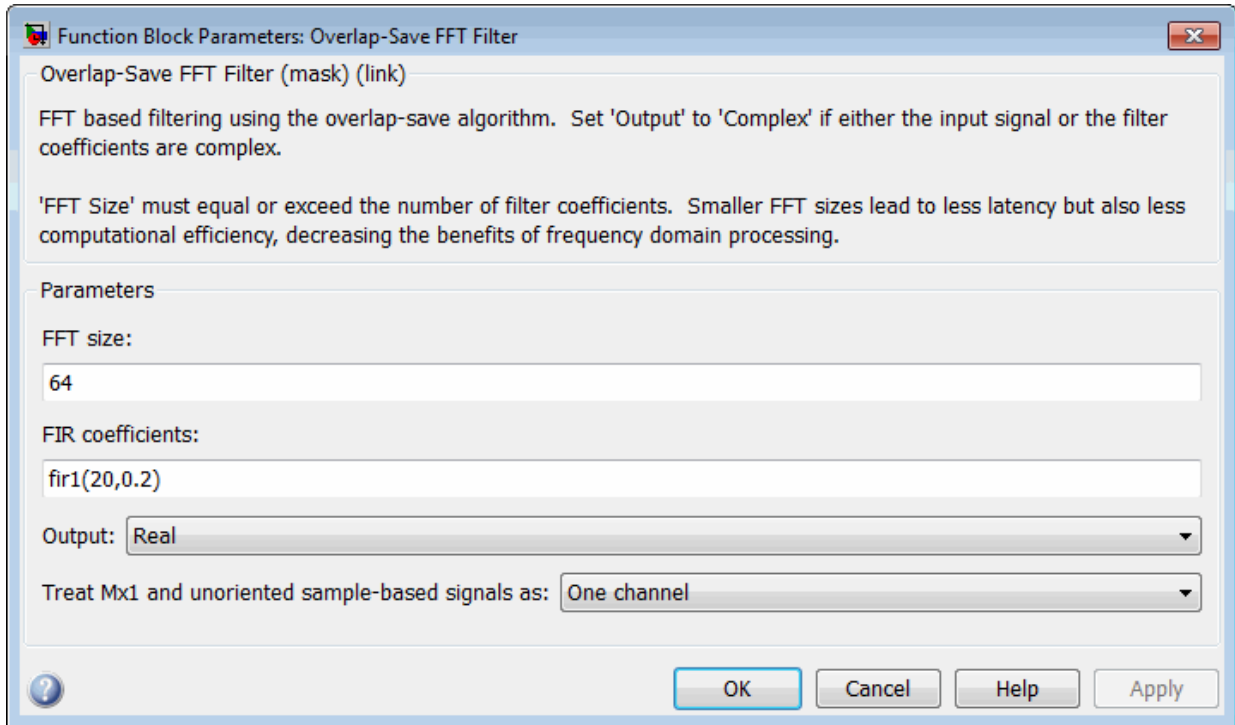 Function Block Parameters: Overlap-Save FFT Filter
Overlap-Save FFT Filter (mask) (link)
FFT based filtering using the overlap-save algorithm.  Set 'Output' to 'Complex' if either the input signal or the filter
coefficients are complex.
'FFT Size' must equal or exceed the number of filter coefficients.  Smaller FFT sizes lead to less latency but also less
computational efficiency, decreasing the benefits of frequency domain processing.
Parameters
FFT size:
64
FIR coefficients:
fir1(20,0.2)
Output: Real
Treat Mx1 and unoriented sample-based signals as: One channel
? OK Cancel Help Apply